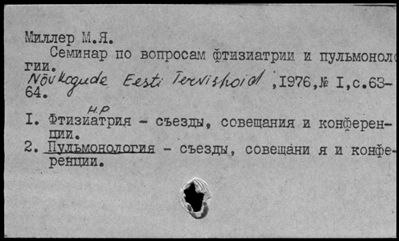 Миллер М.Я.
Семинар по вопросам фтизиатрии и пульмоноло
гии.
Nõukogude Eesti Tervishoid, 1976,№ I,с.63-
64.
НР
I. Фтизиатрия – съезды, совещания и конферен-
ции.
2. Пульмонология – съезды, совещани я и конфе-
ренции.